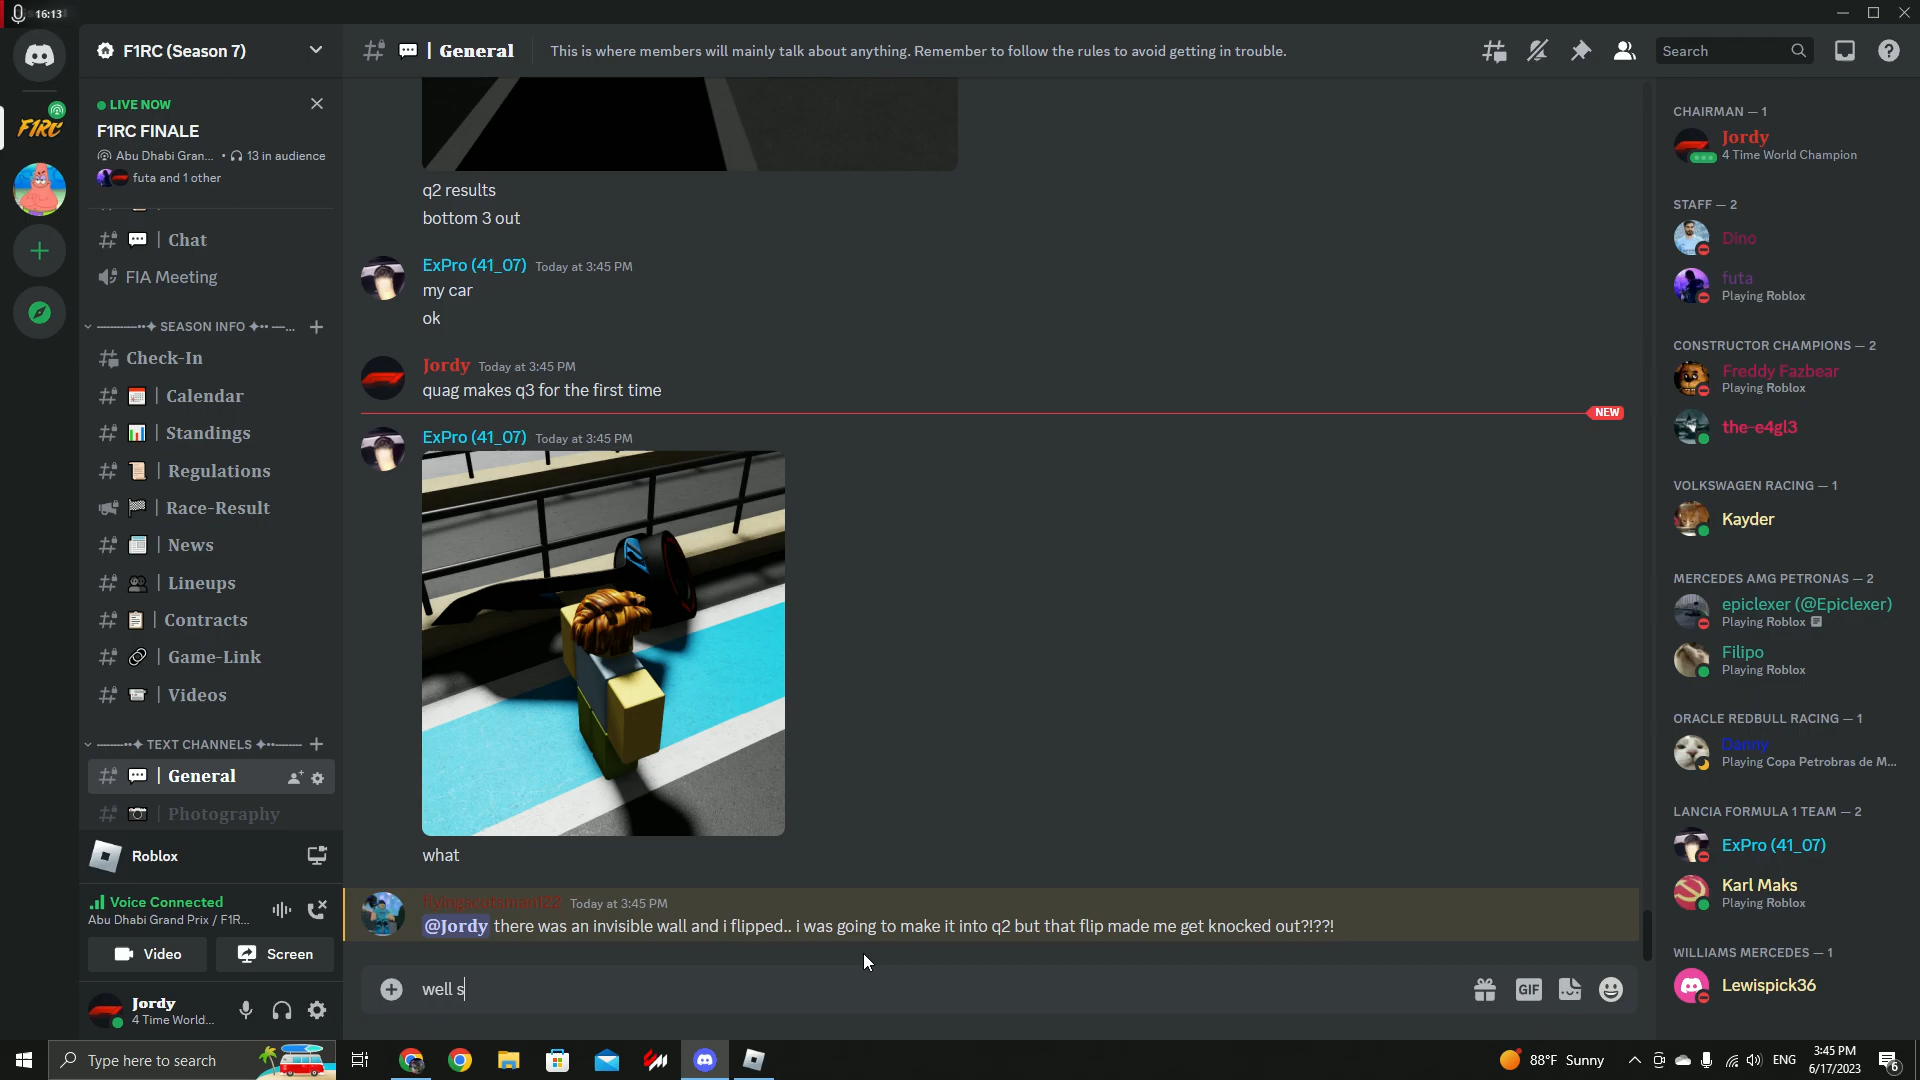 16:13
F1RC (Season 7)
| General
This is where members will mainly talk about anything. Remember to follow the rules to avoid getting in trouble.
Search
LIVE NOW
F1RC FINALE
Abu Dhabi Gran... • 13 in audience
futa and 1 other
F1RC
| Chat
FIA Meeting
SEASON INFO
Check-In
| Calendar
| Standings
| Regulations
| Race-Result
| News
| Lineups
| Contracts
| Game-Link
| Videos
TEXT CHANNELS
| General
| Photography
Roblox
Voice Connected
Abu Dhabi Grand Prix / F1R...
Video
Screen
Jordy
4 Time World...
q2 results
bottom 3 out
ExPro (41_07) Today at 3:45 PM
my car
ok
Jordy Today at 3:45 PM
quag makes q3 for the first time
NEW
ExPro (41_07) Today at 3:45 PM
what
flyingscotsman122 Today at 3:45 PM
@Jordy there was an invisible wall and i flipped.. i was going to make it into q2 but that flip made me get knocked out?!??!
well s
GIF
CHAIRMAN — 1
Jordy
4 Time World Champion
STAFF — 2
Dino
futa
Playing Roblox
CONSTRUCTOR CHAMPIONS — 2
Freddy Fazbear
Playing Roblox
the-e4gl3
VOLKSWAGEN RACING — 1
Kayder
MERCEDES AMG PETRONAS — 2
epiclexer (@Epiclexer)
Playing Roblox
Filipo
Playing Roblox
ORACLE REDBULL RACING — 1
Danny
Playing Copa Petrobras de M...
LANCIA FORMULA 1 TEAM — 2
ExPro (41_07)
Karl Maks
Playing Roblox
WILLIAMS MERCEDES — 1
Lewispick36
Type here to search
88°F Sunny
ENG
3:45 PM
6/17/2023
6